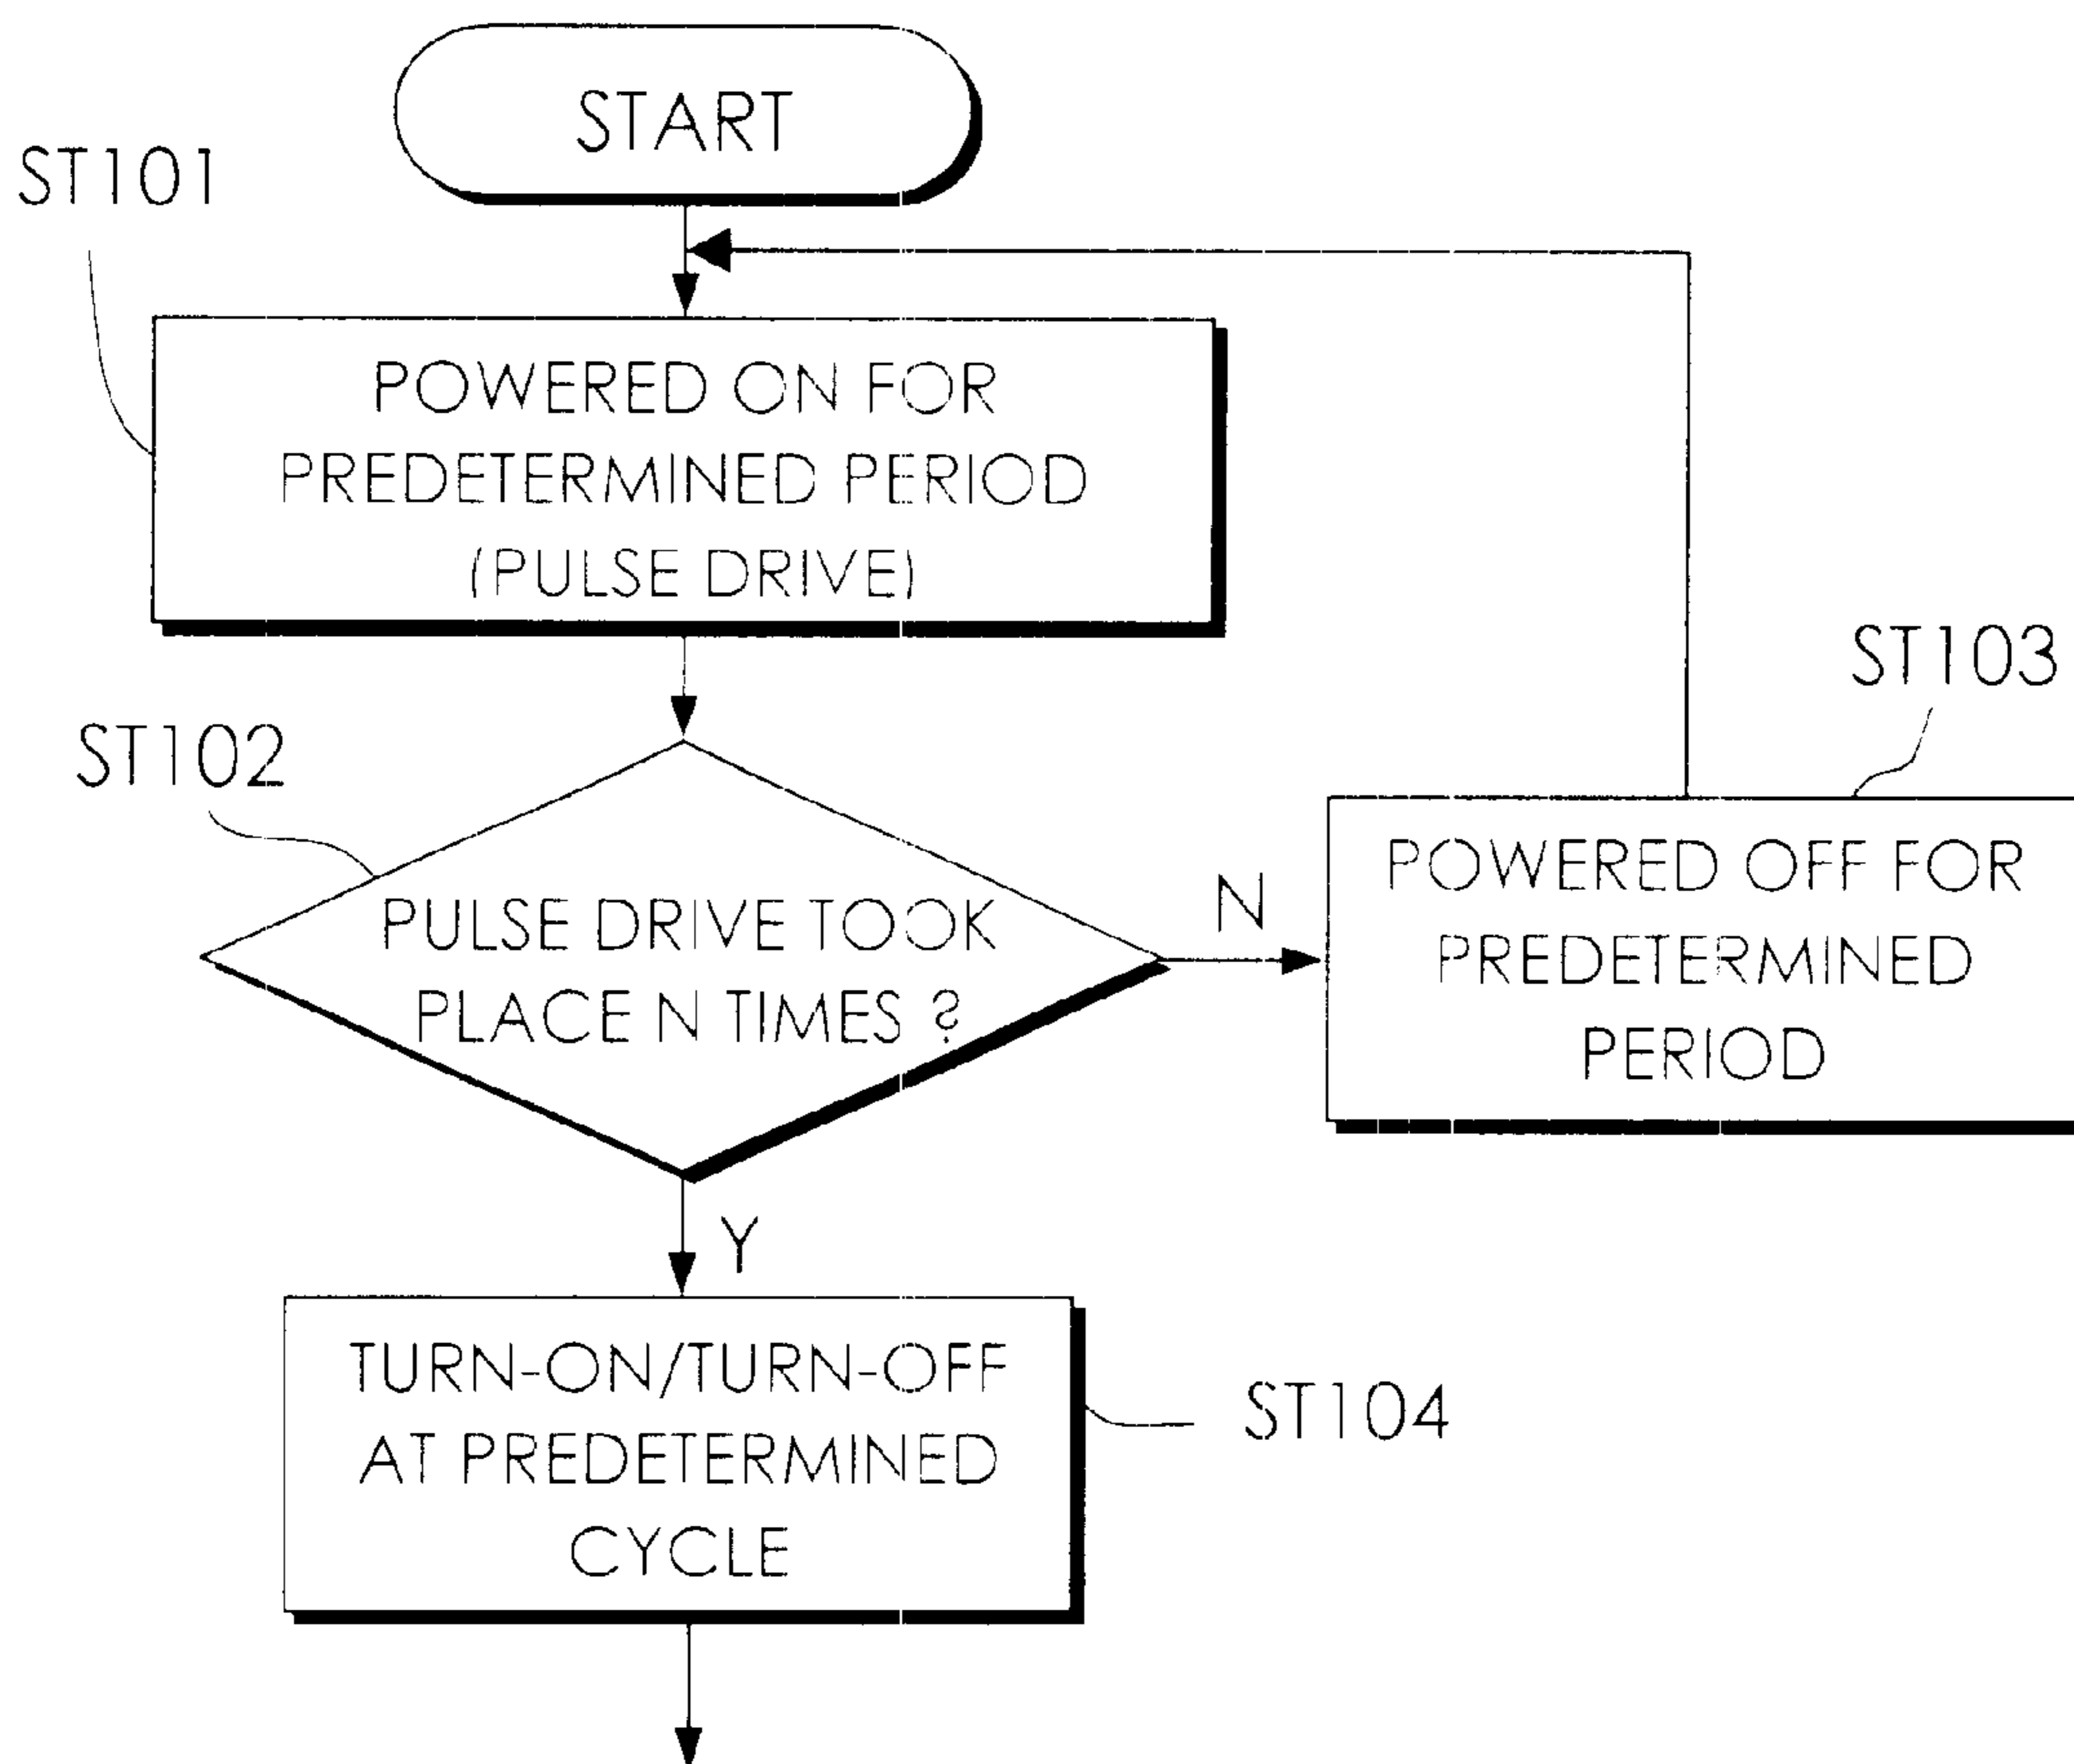 START
ST101
POWERED ON FOR
PREDETERMINED PERIOD
(PULSE DRIVE)
ST102
PULSE DRIVE TOOK
PLACE N TIMES ?
N
ST103
POWERED OFF FOR
PREDETERMINED
PERIOD
Y
TURN-ON/TURN-OFF
AT PREDETERMINED
CYCLE
ST104